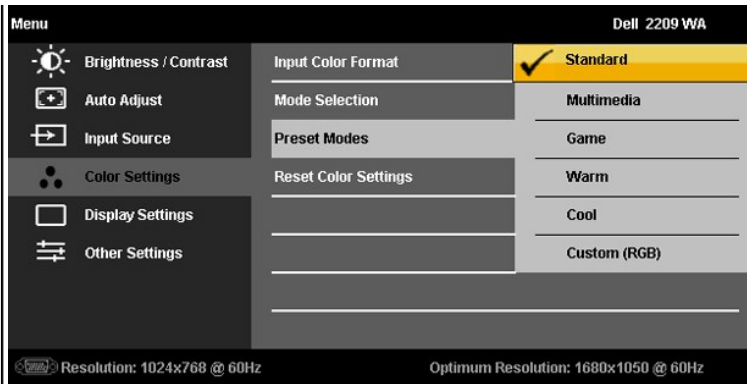 Menu
Dell 2209 WA
Brightness / Contrast
Auto Adjust
Input Source
Color Settings
Display Settings
Other Settings
Input Color Format
Mode Selection
Preset Modes
Reset Color Settings
Standard
Multimedia
Game
Warm
Cool
Custom (RGB)
Resolution: 1024x768 @ 60Hz
Optimum Resolution: 1680x1050 @ 60Hz